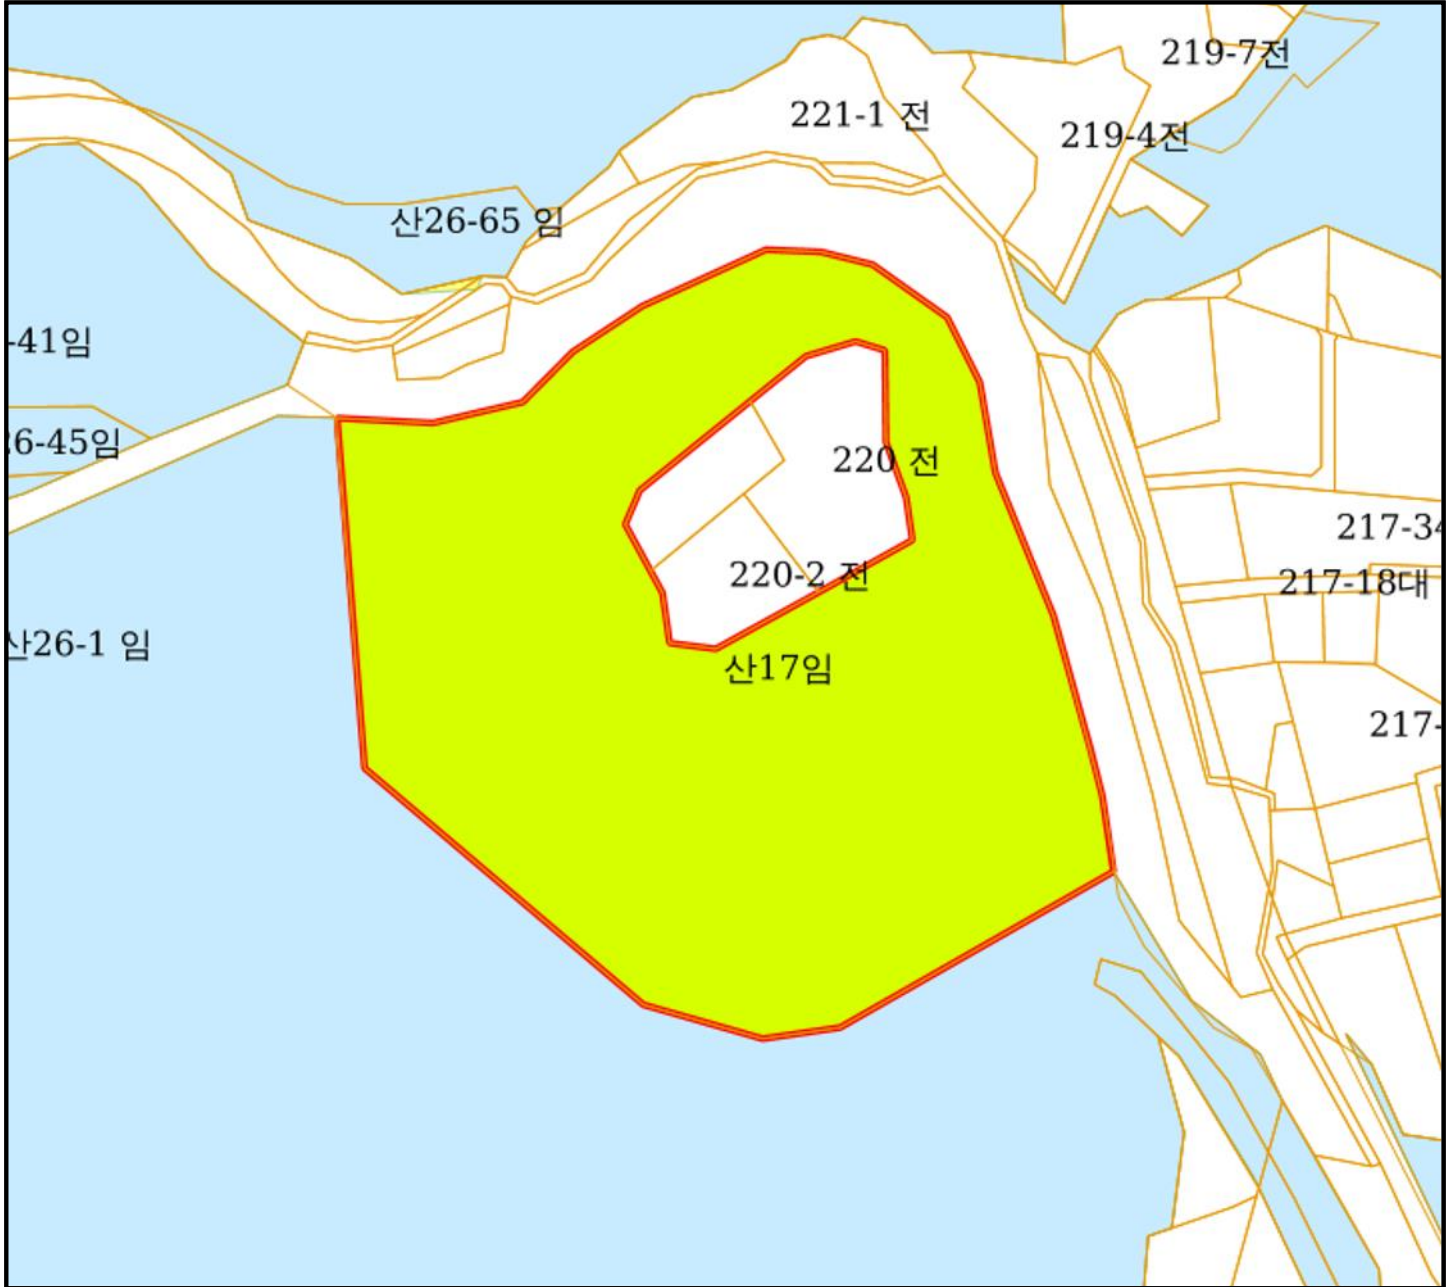 219-7전
221-1 전
219-4전
산26-65 임
-41임
26-45임
220 전
217-34
220-2 전
217-18대
산26-1 임
산17임
217-